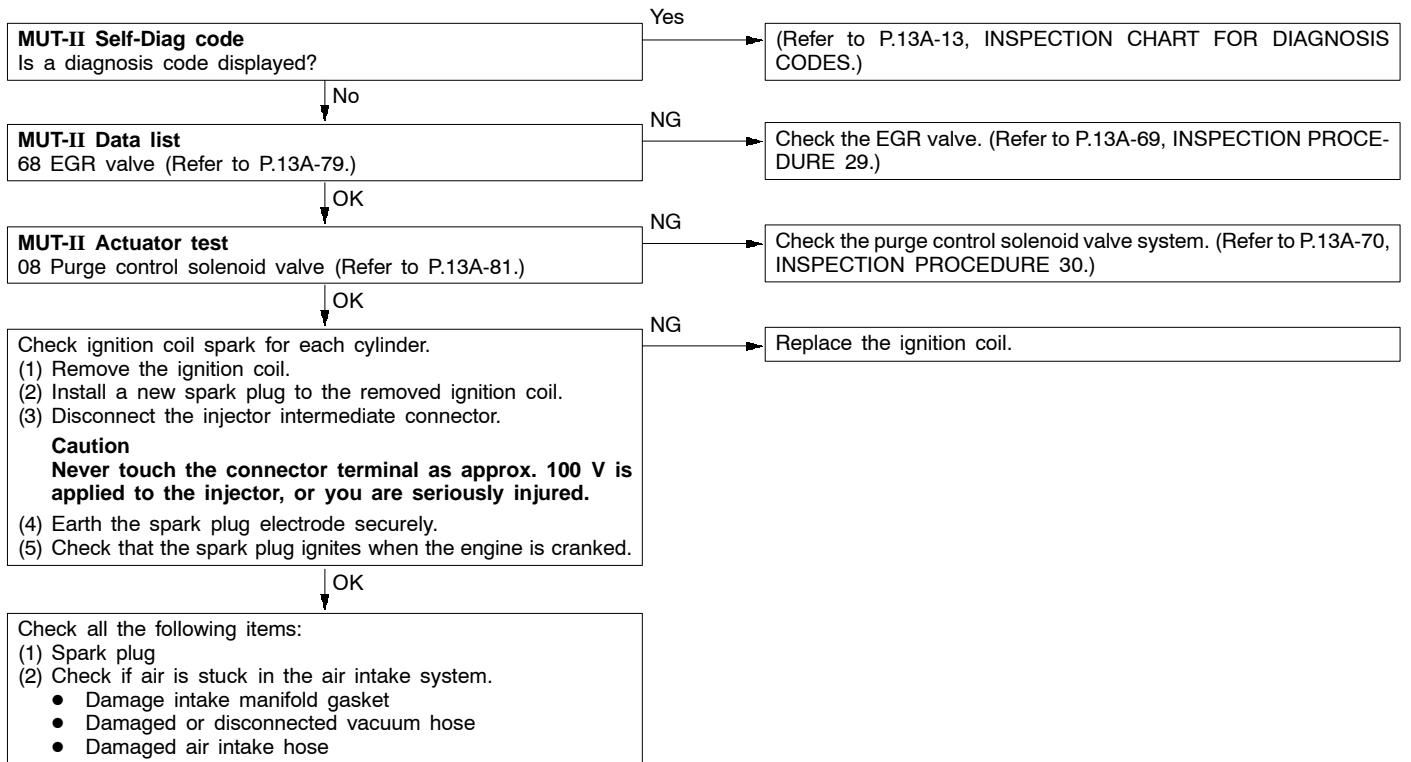 MUT-II Self-Diag code
Is a diagnosis code displayed?
Yes
(Refer to P.13A-13, INSPECTION CHART FOR DIAGNOSIS
CODES.)
No
MUT-II Data list
68 EGR valve (Refer to P.13A-79.)
NG
Check the EGR valve. (Refer to P.13A-69, INSPECTION PROCE-
DURE 29.)
OK
MUT-II Actuator test
08 Purge control solenoid valve (Refer to P.13A-81.)
NG
Check the purge control solenoid valve system. (Refer to P.13A-70,
INSPECTION PROCEDURE 30.)
OK
Check ignition coil spark for each cylinder.
(1) Remove the ignition coil.
(2) Install a new spark plug to the removed ignition coil.
(3) Disconnect the injector intermediate connector.
Caution
Never touch the connector terminal as approx. 100 V is
applied to the injector, or you are seriously injured.
(4) Earth the spark plug electrode securely.
(5) Check that the spark plug ignites when the engine is cranked.
NG
Replace the ignition coil.
OK
Check all the following items:
(1) Spark plug
(2) Check if air is stuck in the air intake system.
● Damage intake manifold gasket
● Damaged or disconnected vacuum hose
● Damaged air intake hose